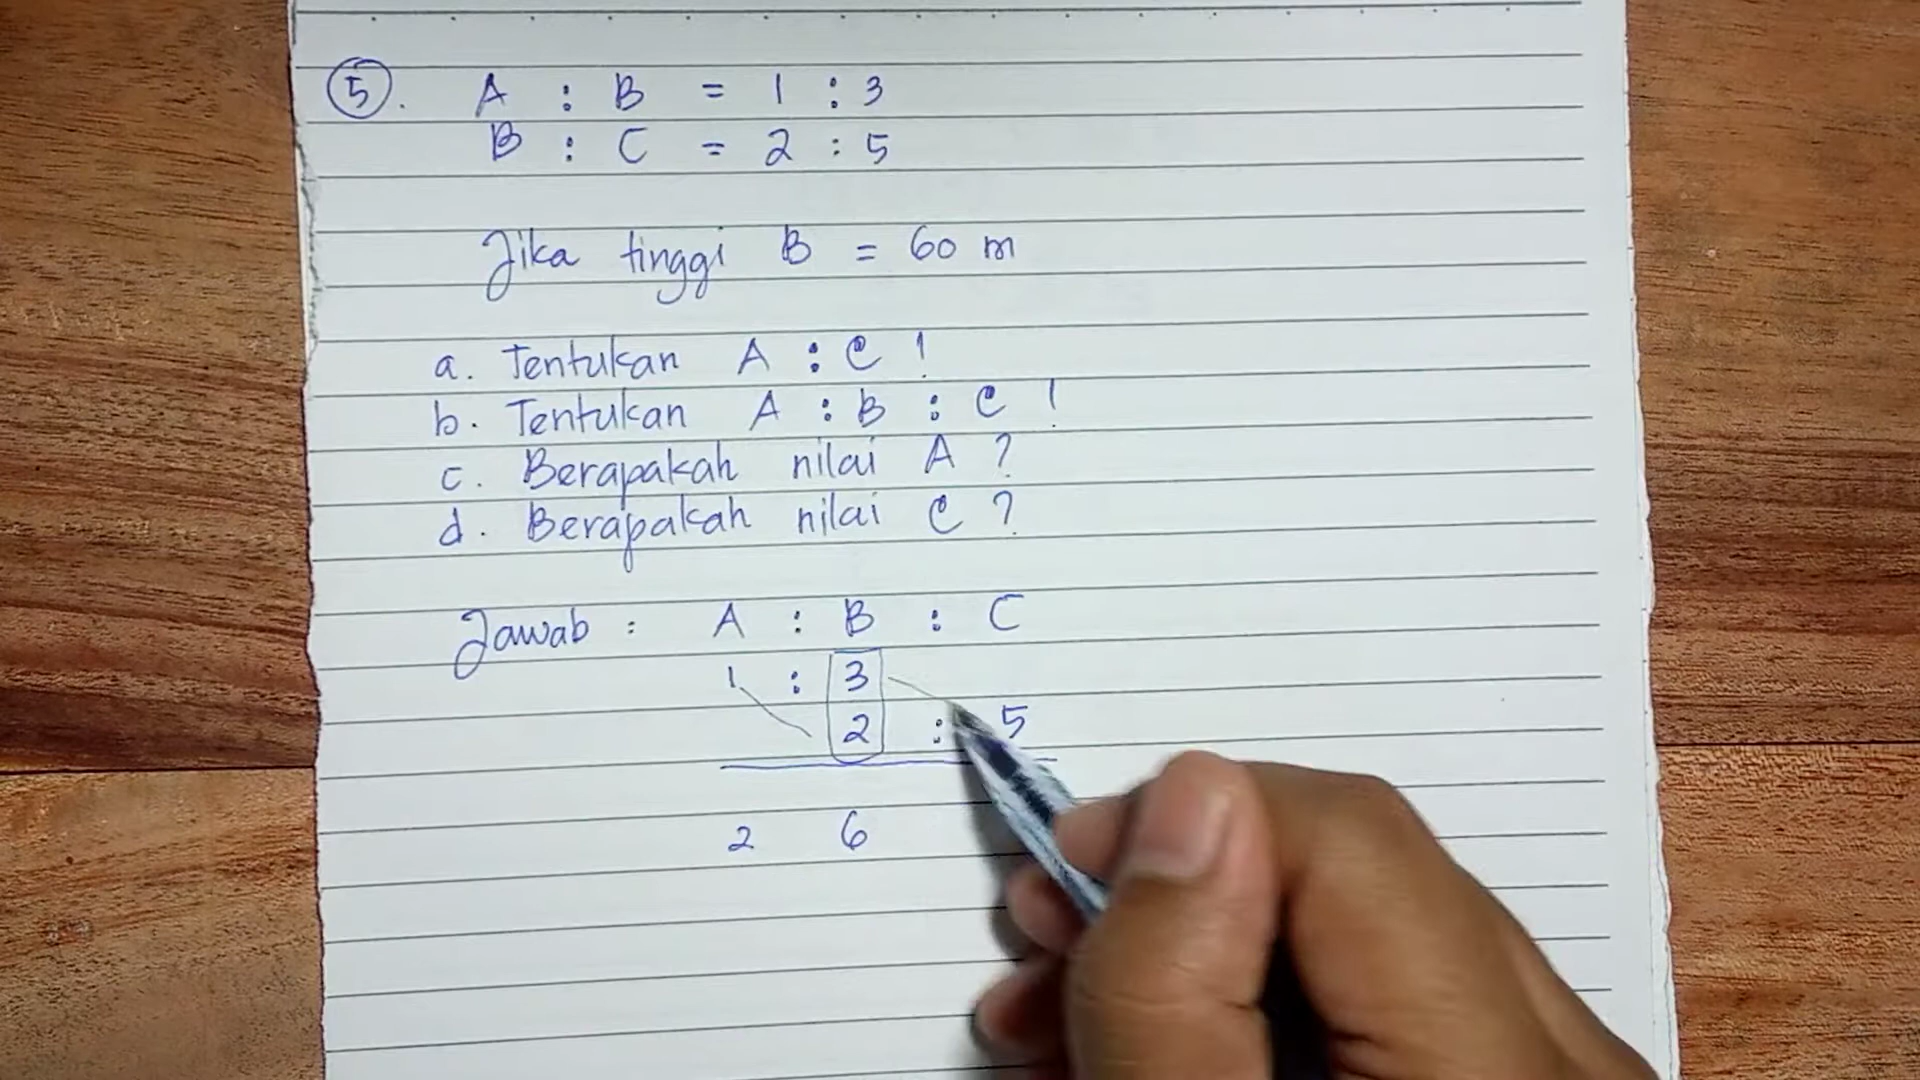 5. A : B = 1 : 3
B : C = 2 : 5
Jika tinggi B = 60 m
a. Tentukan A : C !
b. Tentukan A : B : C !
c. Berapakah nilai A ?
d. Berapakah nilai C ?
Jawab : A : B : C
1 : 3
2 : 5
2 6